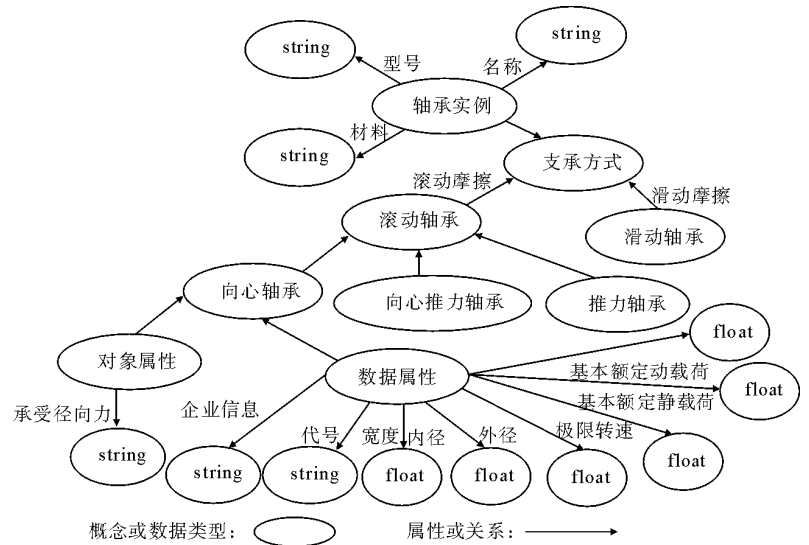 string
string
型号
名称
轴承实例
材料
string
支承方式
滚动摩擦
滑动摩擦
滚动轴承
滑动轴承
向心轴承
向心推力轴承
推力轴承
float
对象属性
数据属性
基本额定动载荷
float
承受径向力
企业信息
基本额定静载荷
代号
宽度
内径
外径
极限转速
string
string
string
float
float
float
float
概念或数据类型：
属性或关系：